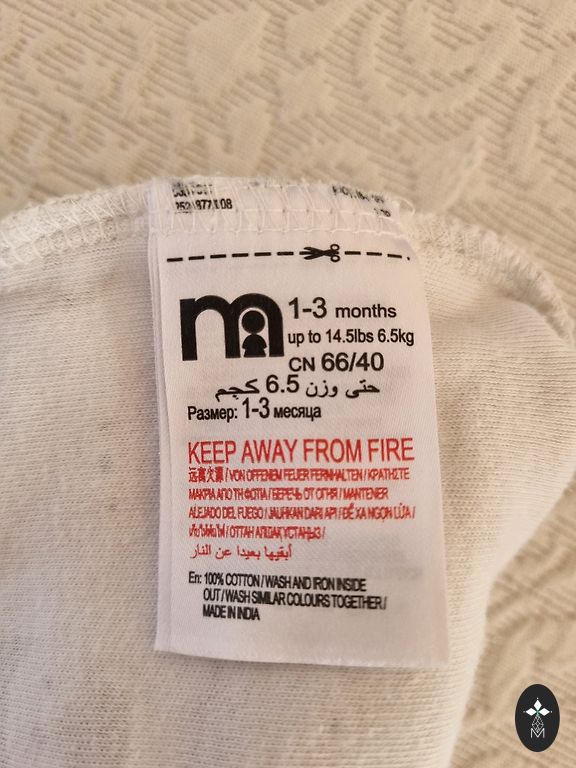 2521877/108
m
1-3 months
up to 14.5lbs 6.5kg
CN 66/40
حتى وزن 6.5 كجم
Размер: 1-3 месяца
KEEP AWAY FROM FIRE
远离火源 / VON OFFENEM FEUER FERNHALTEN / ΚΡΑΤΗΣΤΕ
ΜΑΚΡΙΑ ΑΠΟ ΤΗ ΦΩΤΙΑ / БЕРЕЧЬ ОТ ОГНЯ / MANTENER
ALEJADO DEL FUEGO / JAUHKAN DARI API / ĐỂ XA NGỌN LỬA /
ОТТАН АЛШАҚ ҰСТАҢЫЗ /
أبقيها بعيدا عن النار
En: 100% COTTON / WASH AND IRON INSIDE
OUT / WASH SIMILAR COLOURS TOGETHER /
MADE IN INDIA
M